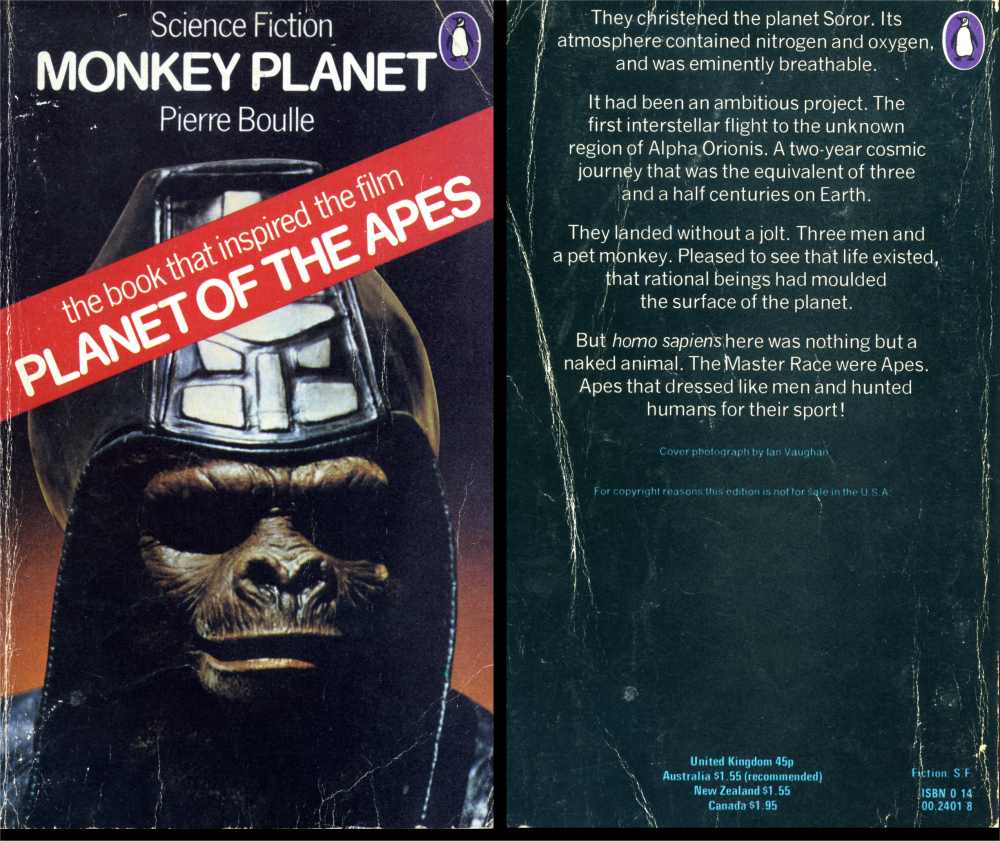 Science Fiction
MONKEY PLANET
Pierre Boulle
the book that inspired the film
PLANET OF THE APES
They christened the planet Soror. Its
atmosphere contained nitrogen and oxygen,
and was eminently breathable.
It had been an ambitious project. The
first interstellar flight to the unknown
region of Alpha Orionis. A two-year cosmic
journey that was the equivalent of three
and a half centuries on Earth.
They landed without a jolt. Three men and
a pet monkey. Pleased to see that life existed,
that rational beings had moulded
the surface of the planet.
But homo sapiens here was nothing but a
naked animal. The Master Race were Apes.
Apes that dressed like men and hunted
humans for their sport!
Cover photograph by Ian Vaughan
For copyright reasons this edition is not for sale in the U.S.A.
United Kingdom 45p
Australia $1.55 (recommended)
New Zealand $1.55
Canada $1.95
Fiction S.F.
ISBN 0 14
00.2401 8